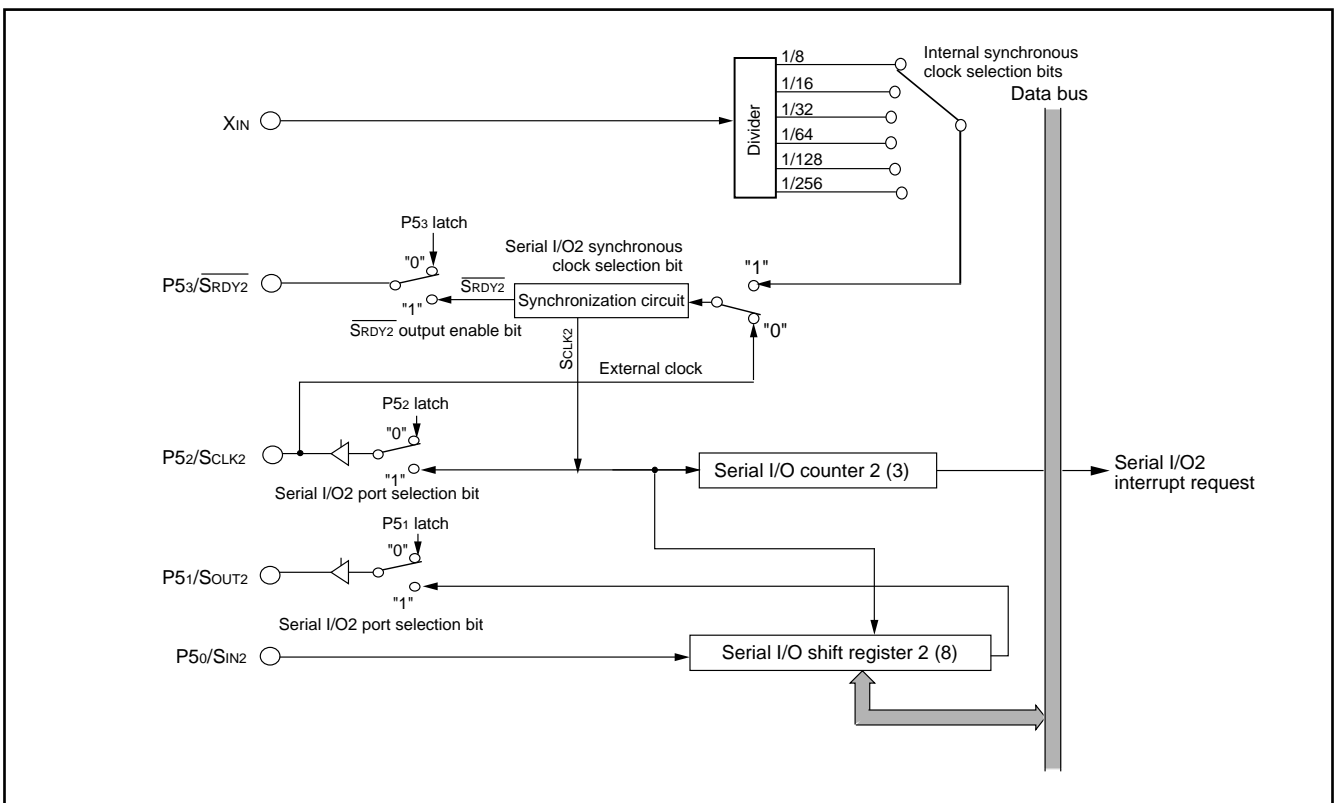 Internal synchronous
clock selection bits
Data bus
XIN
Divider
1/8
1/16
1/32
1/64
1/128
1/256
P53 latch
"0"
"1"
P53/SRDY2
SRDY2
SRDY2 output enable bit
Serial I/O2 synchronous
clock selection bit
Synchronization circuit
"1"
"0"
SCLK2
External clock
P52 latch
"0"
P52/SCLK2
"1"
Serial I/O2 port selection bit
Serial I/O counter 2 (3)
Serial I/O2
interrupt request
P51 latch
"0"
P51/SOUT2
"1"
Serial I/O2 port selection bit
P50/SIN2
Serial I/O shift register 2 (8)